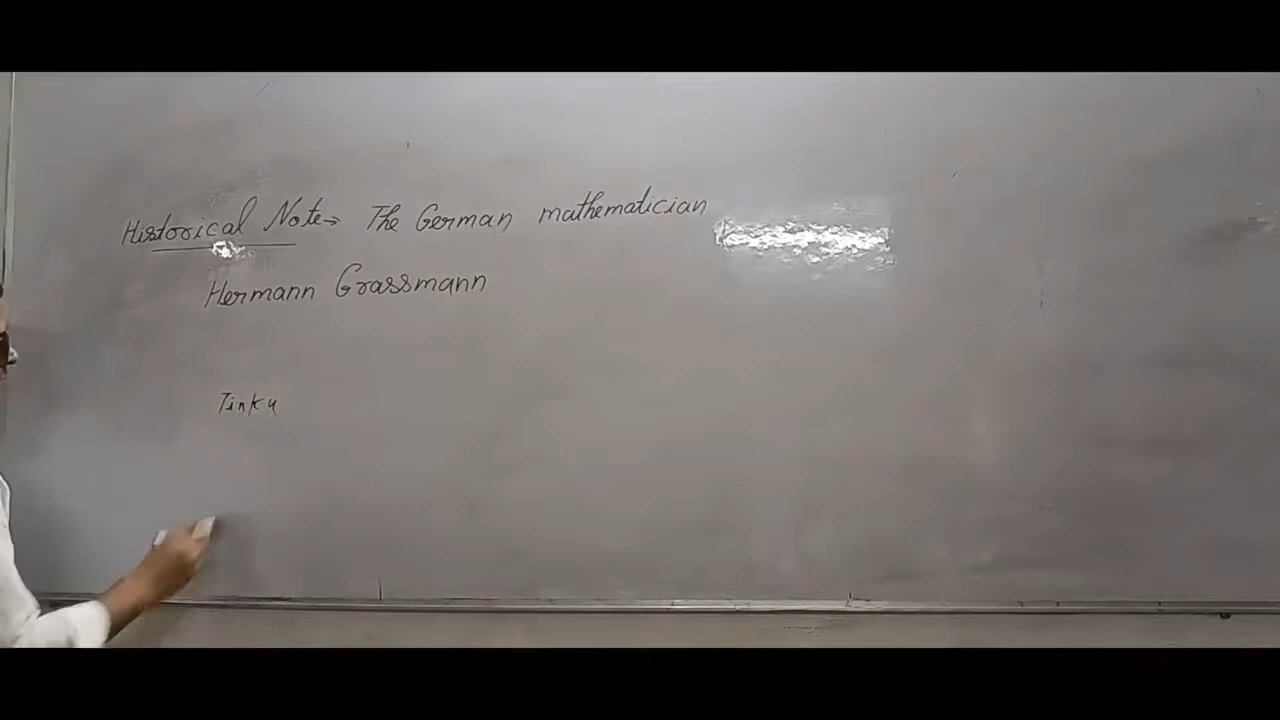 Historical Note→ The German mathematician
Hermann Grassmann
Tinku